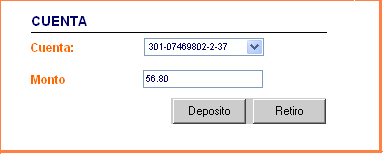 CUENTA
Cuenta: 301-07469802-2-37
Monto 56.80
Deposito Retiro